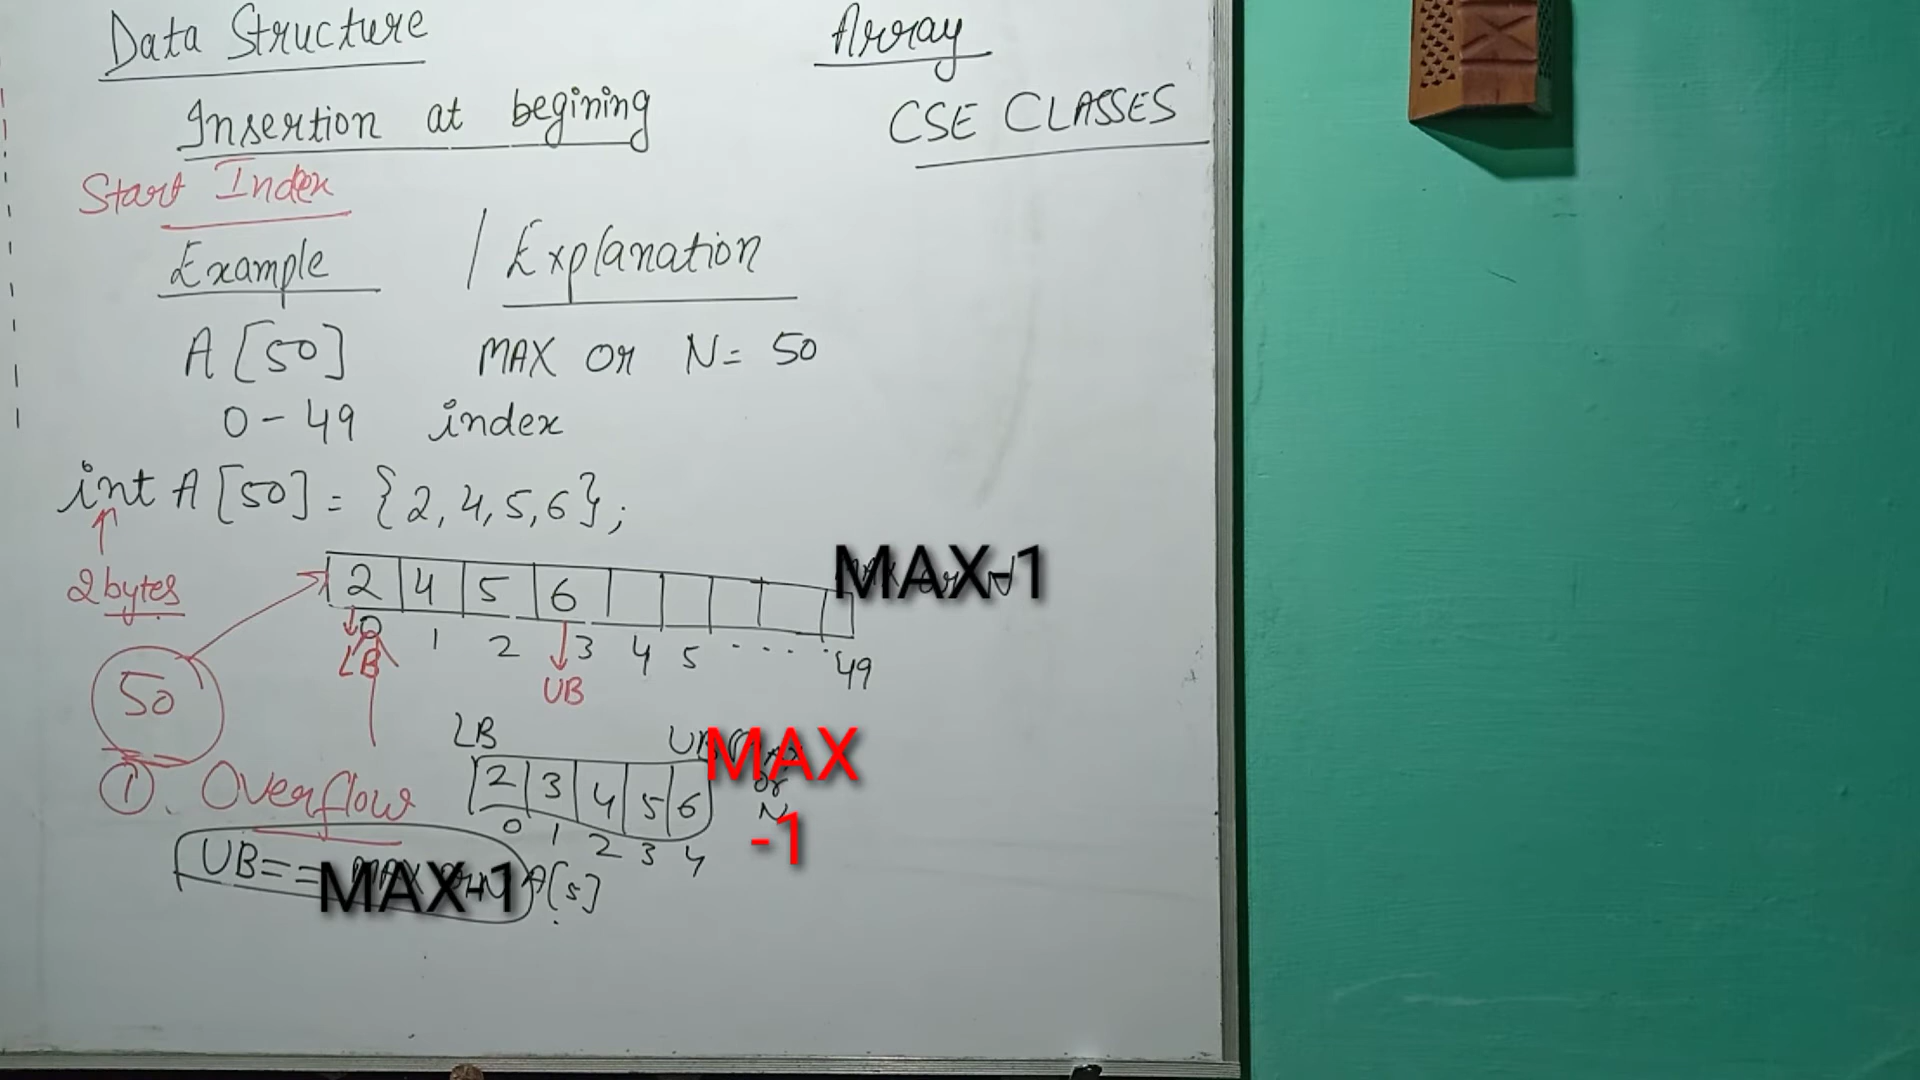 Data Structure
Array
Insertion at begining
CSE CLASSES
Start Index
Example / Explanation
A [50] MAX or N = 50
0 - 49 index
int A [50] = {2, 4, 5, 6};
2 bytes
2 4 5 6
MAX-1
0 1 2 3 4 5 .... 49
LB UB
50
LB UB
MAX
or
N
-1
① . Overflow
2 3 4 5 6
0 1 2 3 4
UB== MAX-1 A[5]